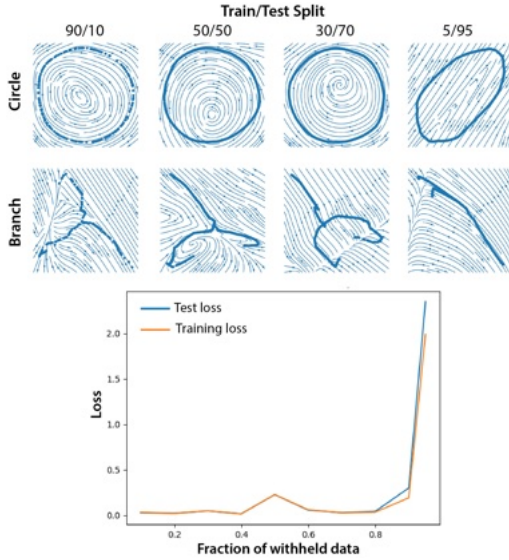 Train/Test Split
90/10 50/50 30/70 5/95
Circle
Branch
Test loss
Training loss
2.0
1.5
1.0
0.5
0.0
Loss
0.2 0.4 0.6 0.8
Fraction of withheld data